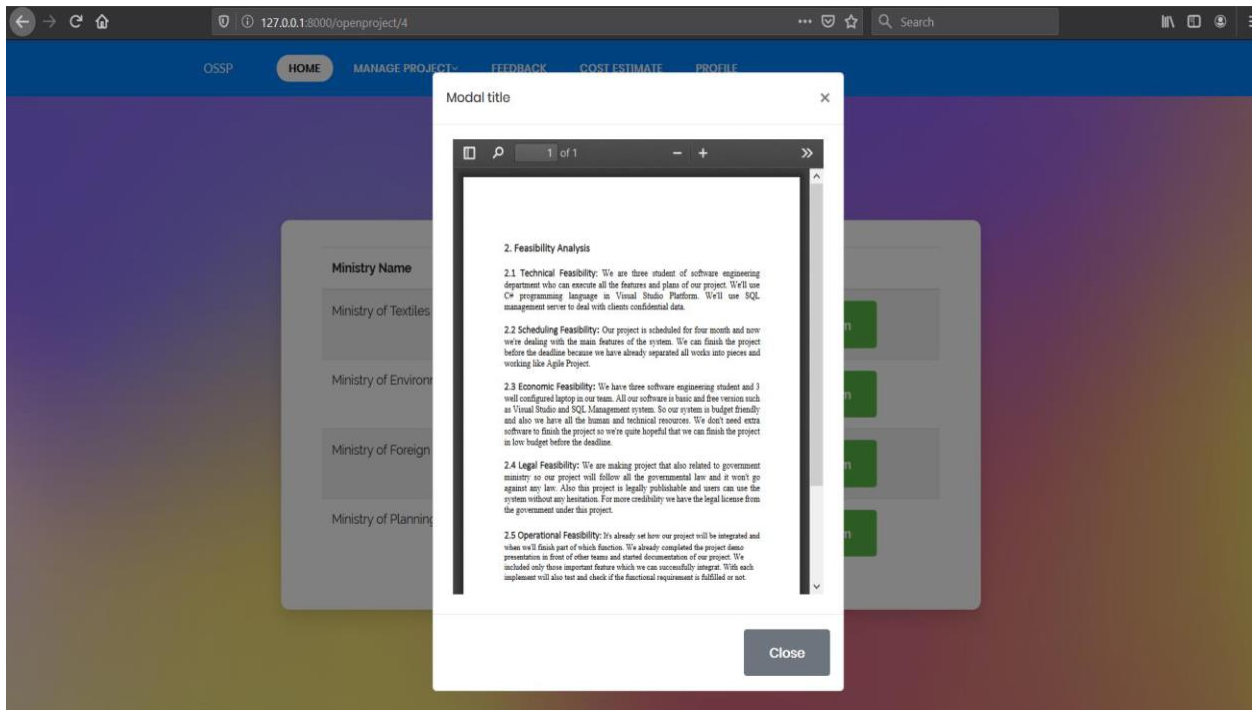 127.0.0.1:8000/openproject/4
Search
OSSP HOME MANAGE PROJECT FEEDBACK COST ESTIMATE PROFILE
Modal title
1 of 1
Ministry Name
Ministry of Textiles
Ministry of Environ
Ministry of Foreign
Ministry of Planning
2. Feasibility Analysis
2.1 Technical Feasibility: We are three student of software engineering
department who can execute all the features and plans of our project. We'll use
C# programming language in Visual Studio Platform. We'll use SQL
management server to deal with clients confidential data.
2.2 Scheduling Feasibility: Our project is scheduled for four month and now
we're dealing with the main features of the system. We can finish the project
before the deadline because we have already separated all works into pieces and
working like Agile Project.
2.3 Economic Feasibility: We have three software engineering student and 3
well configured laptop in our team. All our software is basic and free version such
as Visual Studio and SQL Management system. So our system is budget friendly
and also we have all the human and technical resources. We don't need extra
software to finish the project so we're quite hopeful that we can finish the project
in low budget before the deadline.
2.4 Legal Feasibility: We are making project that also related to government
ministry so our project will follow all the governmental law and it won't go
against any law. Also this project is legally publishable and users can use the
system without any hesitation. For more credibility we have the legal license from
the government under this project.
2.5 Operational Feasibility: It's already set how our project will be integrated and
when we'll finish part of which function. We already completed the project demo
presentation in front of other teams and started documentation of our project. We
included only those important feature which we can successfully integrat. With each
implement will also test and check if the functional requirement is fulfilled or not.
n
n
n
n
Close